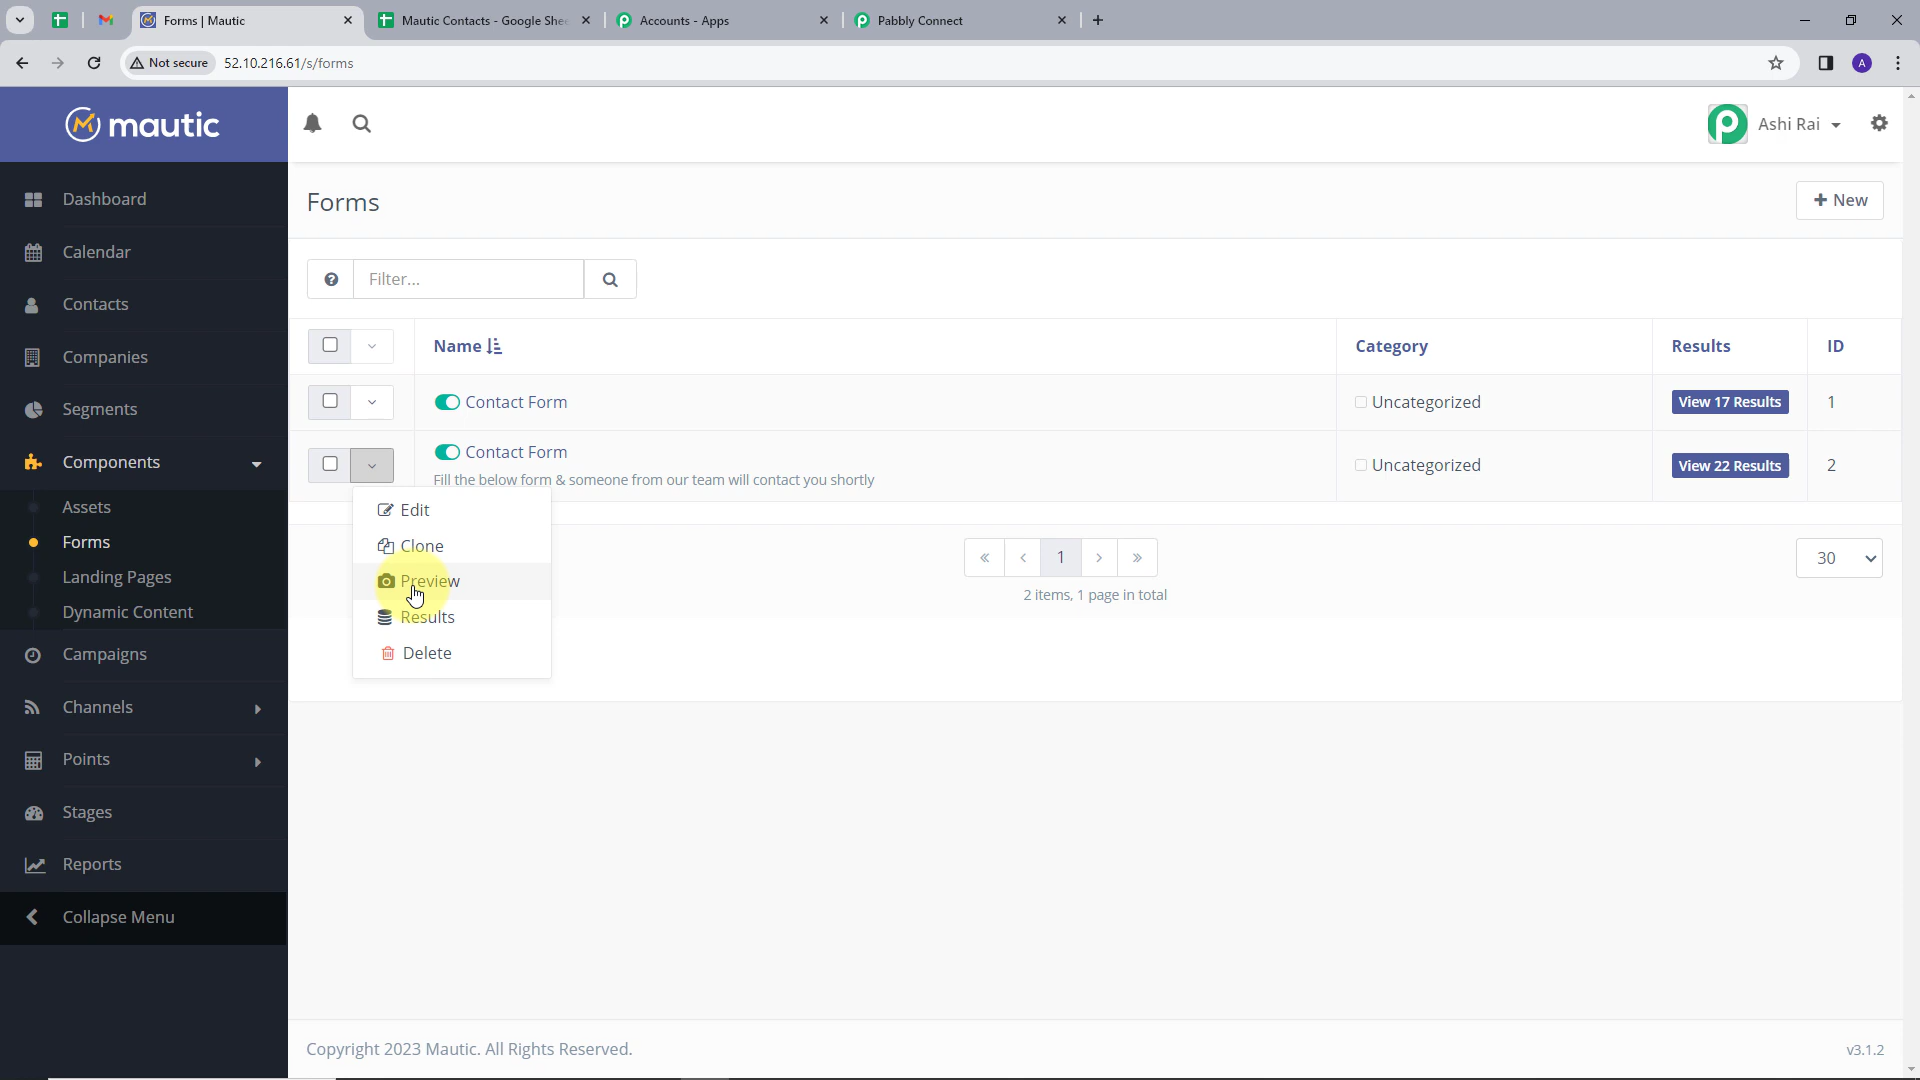 Forms | Mautic
Mautic Contacts - Google Shee
Accounts - Apps
Pabbly Connect
Not secure
52.10.216.61/s/forms
A
mautic
Ashi Rai
Dashboard
Calendar
Contacts
Companies
Segments
Components
Assets
Forms
Landing Pages
Dynamic Content
Campaigns
Channels
Points
Stages
Reports
Collapse Menu
Forms
+ New
Filter...
Name
Category
Results
ID
Contact Form
Uncategorized
View 17 Results
1
Contact Form
Fill the below form & someone from our team will contact you shortly
Uncategorized
View 22 Results
2
Edit
Clone
Preview
Results
Delete
« ‹ 1 › »
2 items, 1 page in total
30
Copyright 2023 Mautic. All Rights Reserved.
v3.1.2